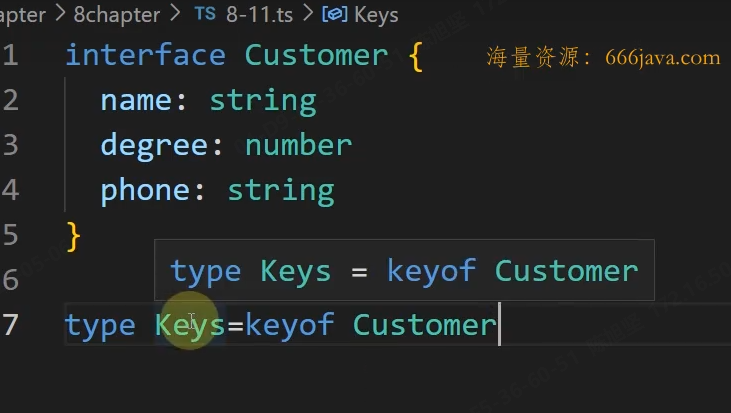 apter > 8chapter > TS 8-11.ts > Keys
海量资源：666java.com
1 interface Customer {
2 name: string
3 degree: number
4 phone: string
5 }
6
type Keys = keyof Customer
7 type Keys=keyof Customer